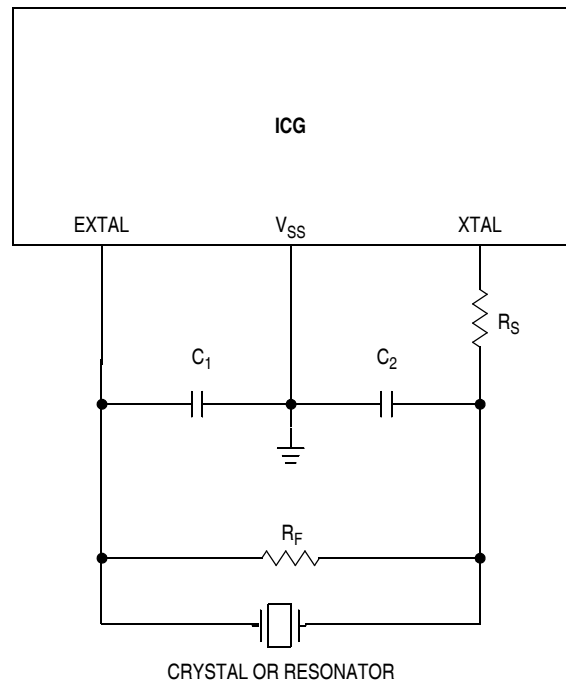 ICG
EXTAL
V_SS
XTAL
R_S
C_1
C_2
R_F
CRYSTAL OR RESONATOR